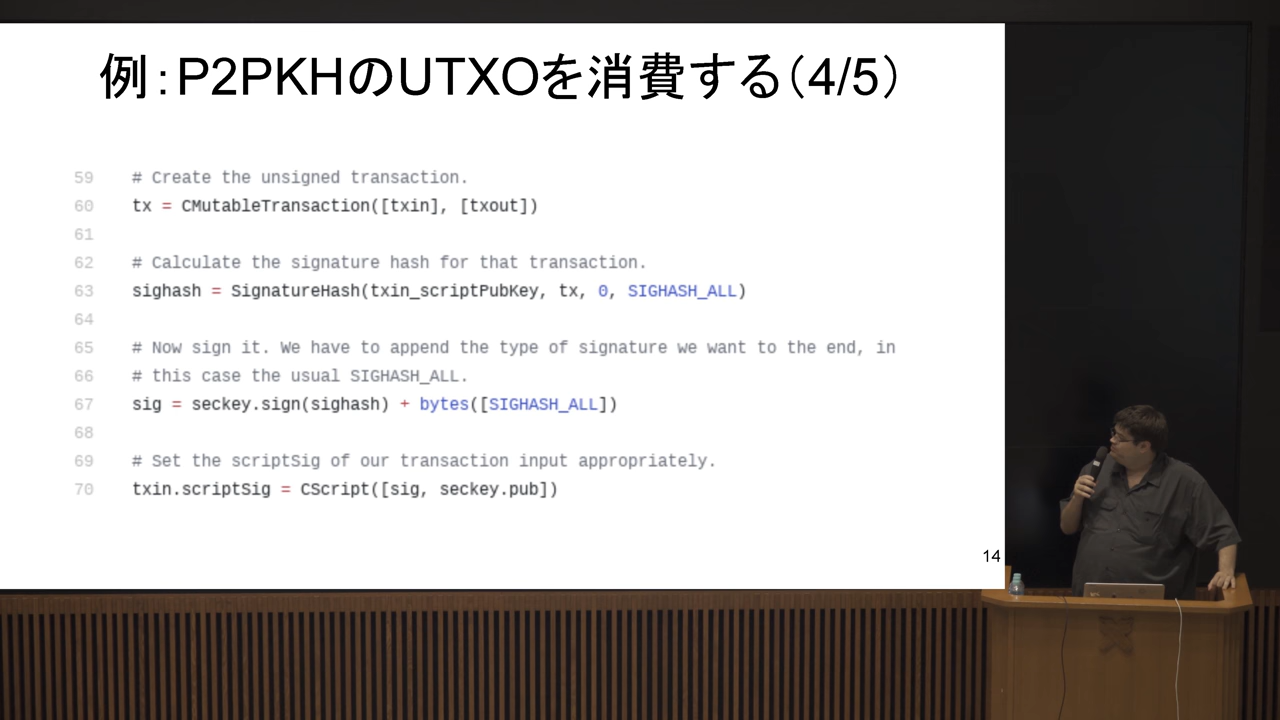 例：P2PKHのUTXOを消費する（4/5）
59 # Create the unsigned transaction.
60 tx = CMutableTransaction([txin], [txout])
61
62 # Calculate the signature hash for that transaction.
63 sighash = SignatureHash(txin_scriptPubKey, tx, 0, SIGHASH_ALL)
64
65 # Now sign it. We have to append the type of signature we want to the end, in
66 # this case the usual SIGHASH_ALL.
67 sig = seckey.sign(sighash) + bytes([SIGHASH_ALL])
68
69 # Set the scriptSig of our transaction input appropriately.
70 txin.scriptSig = CScript([sig, seckey.pub])
14